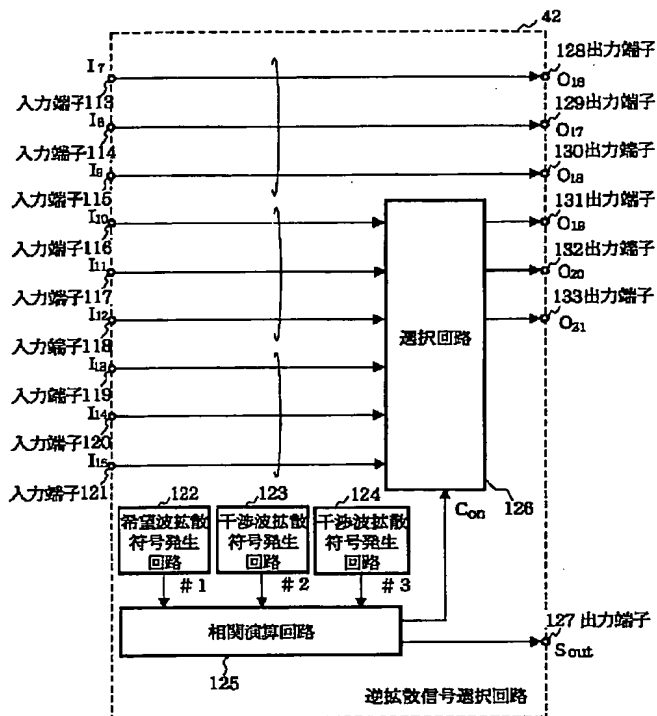 42
I7
128出力端子
O16
入力端子113
I8
129出力端子
O17
入力端子114
I9
130出力端子
O18
入力端子115
I10
131出力端子
O19
入力端子116
I11
132出力端子
O20
入力端子117
I12
133出力端子
O21
入力端子118
選択回路
I13
入力端子119
I14
入力端子120
I15
入力端子121
122
123
124
Con
126
希望波拡散
符号発生
回路
干渉波拡散
符号発生
回路
干渉波拡散
符号発生
回路
#1
#2
#3
相関演算回路
127出力端子
Sout
125
逆拡散信号選択回路